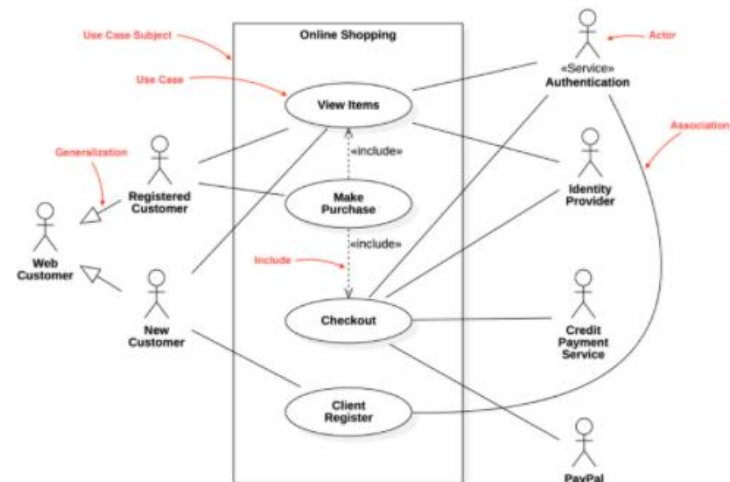 Use Case Subject
Online Shopping
Actor
«Service»
Authentication
Use Case
View Items
Association
Generalization
«include»
Registered
Customer
Make
Purchase
Identity
Provider
Web
Customer
«include»
Include
New
Customer
Checkout
Credit
Payment
Service
Client
Register
PayPal